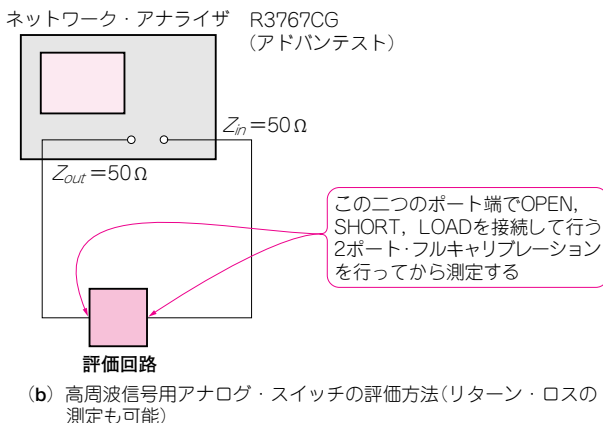 ネットワーク・アナライザ R3767CG
(アドバンテスト)
Zin=50Ω
Zout=50Ω
この二つのポート端でOPEN,
SHORT, LOADを接続して行う
2ポート・フルキャリブレーション
を行ってから測定する
評価回路
(b) 高周波信号用アナログ・スイッチの評価方法(リターン・ロスの
測定も可能)